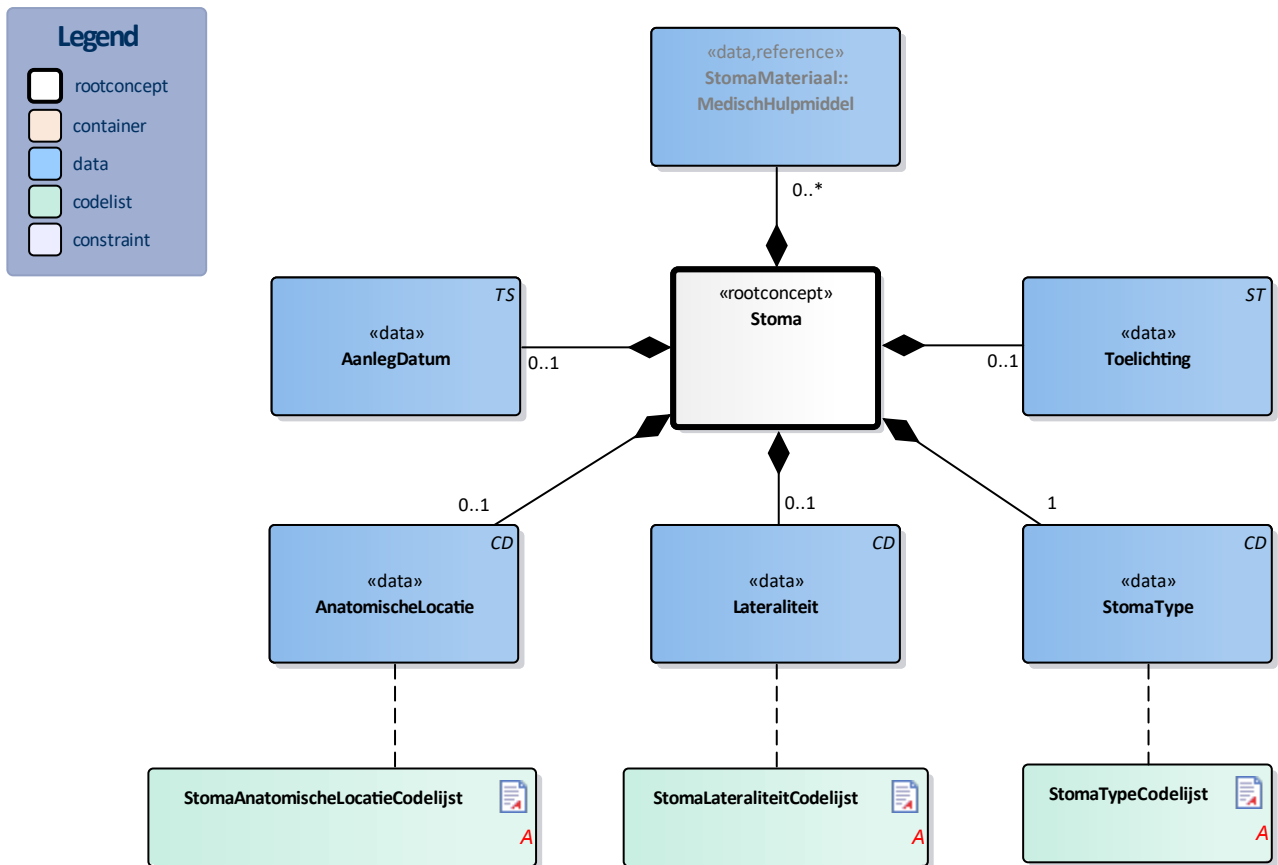 Legend
rootconcept
container
data
codelist
constraint
«data,reference»
StomaMateriaal::
MedischHulpmiddel
0..*
TS
«data»
AanlegDatum
0..1
«rootconcept»
Stoma
ST
«data»
Toelichting
0..1
0..1
0..1
1
CD
«data»
AnatomischeLocatie
CD
«data»
Lateraliteit
CD
«data»
StomaType
StomaAnatomischeLocatieCodelijst
A
StomaLateraliteitCodelijst
A
StomaTypeCodelijst
A